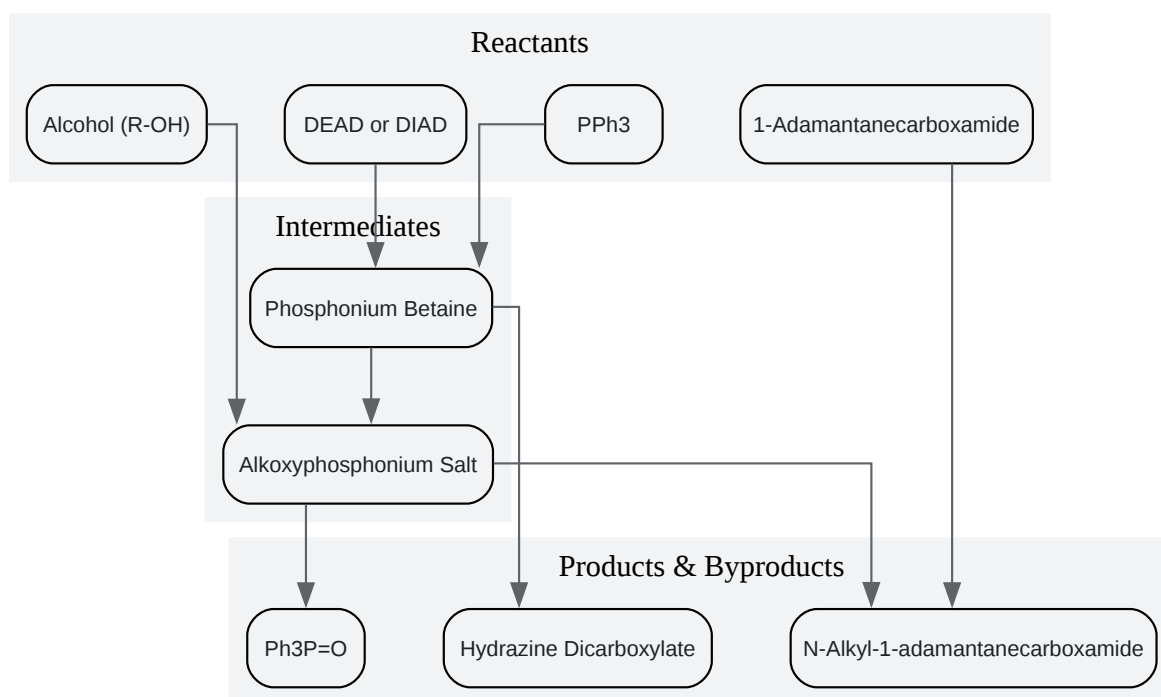 Reactants
Alcohol (R-OH)
DEAD or DIAD
PPh3
1-Adamantanecarboxamide
Intermediates
Phosphonium Betaine
Alkoxyphosphonium Salt
Products & Byproducts
Ph3P=O
Hydrazine Dicarboxylate
N-Alkyl-1-adamantanecarboxamide